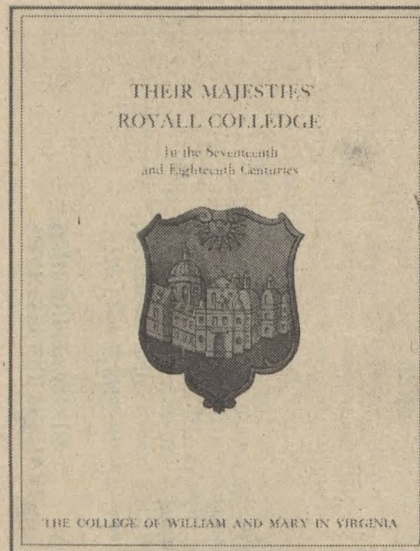 THEIR MAJESTIES'
ROYALL COLLEDGE
In the Seventeenth
and Eighteenth Centuries
THE COLLEGE OF WILLIAM AND MARY IN VIRGINIA